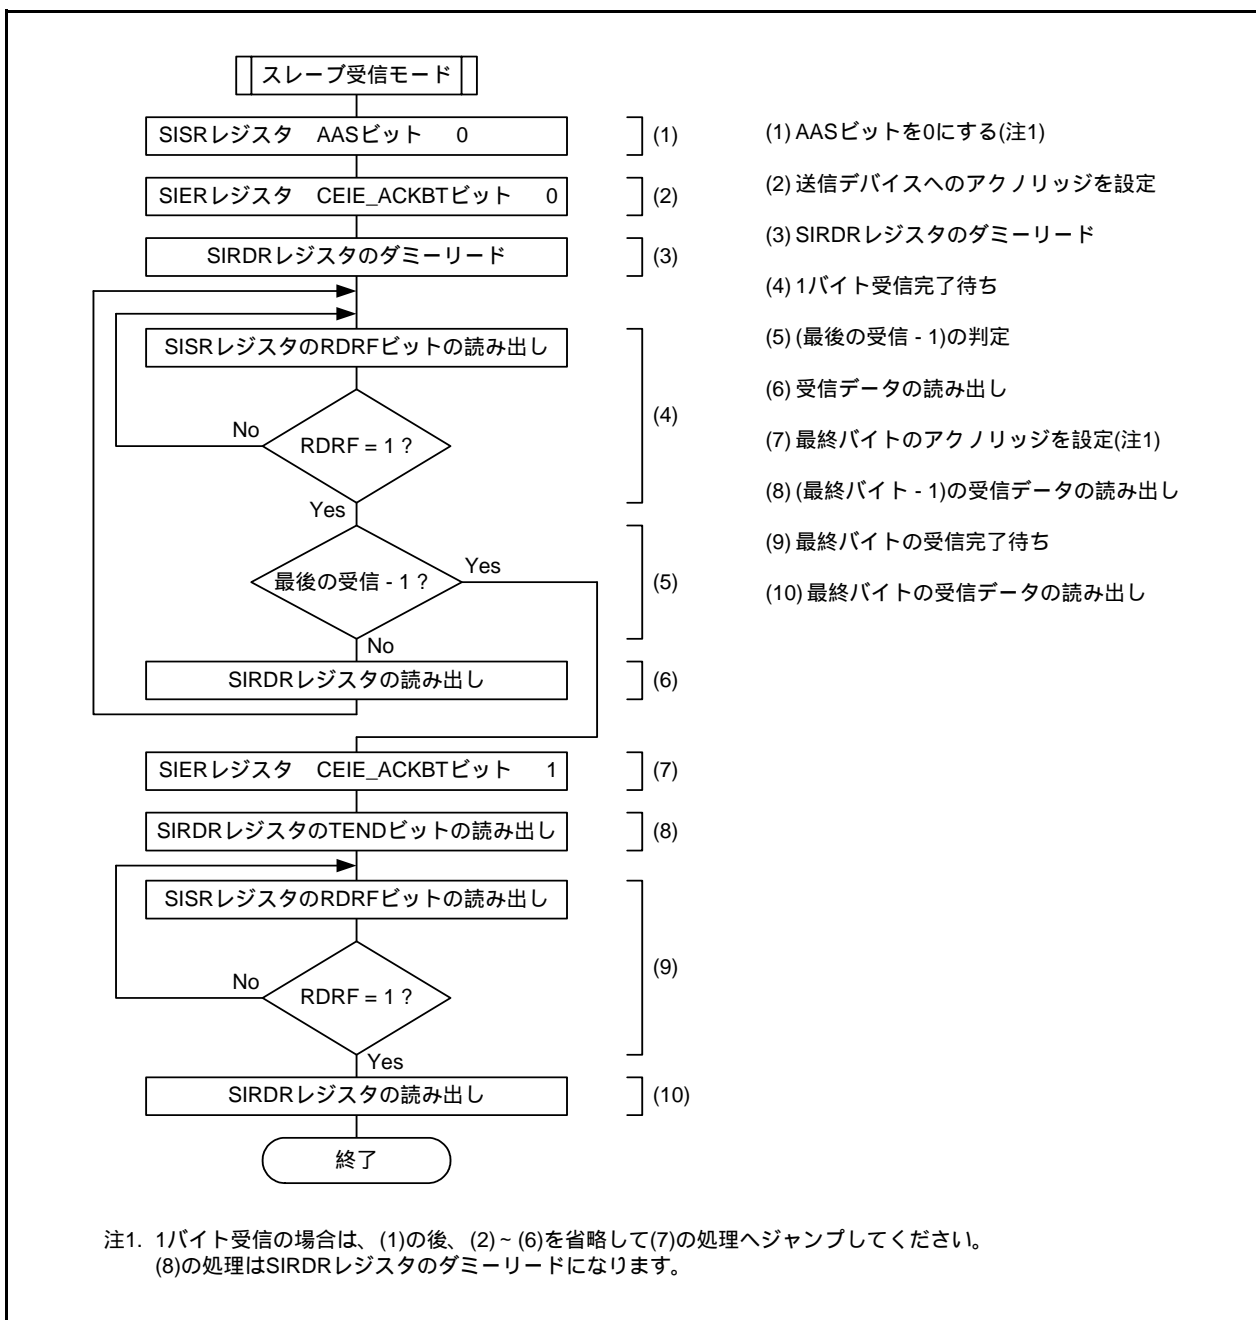 スレーブ受信モード
SISRレジスタ AASビット 0
(1)
SIERレジスタ CEIE_ACKBTビット 0
(2)
SIRDRレジスタのダミーリード
(3)
SISRレジスタのRDRFビットの読み出し
No
RDRF = 1 ?
(4)
Yes
最後の受信 - 1 ?
Yes
(5)
No
SIRDRレジスタの読み出し
(6)
SIERレジスタ CEIE_ACKBTビット 1
(7)
SIRDRレジスタのTENDビットの読み出し
(8)
SISRレジスタのRDRFビットの読み出し
No
RDRF = 1 ?
(9)
Yes
SIRDRレジスタの読み出し
(10)
終了
(1) AASビットを0にする(注1)
(2) 送信デバイスへのアクノリッジを設定
(3) SIRDRレジスタのダミーリード
(4) 1バイト受信完了待ち
(5) (最後の受信 - 1)の判定
(6) 受信データの読み出し
(7) 最終バイトのアクノリッジを設定(注1)
(8) (最終バイト - 1)の受信データの読み出し
(9) 最終バイトの受信完了待ち
(10) 最終バイトの受信データの読み出し
注1. 1バイト受信の場合は、(1)の後、(2) ~ (6)を省略して(7)の処理へジャンプしてください。
(8)の処理はSIRDRレジスタのダミーリードになります。